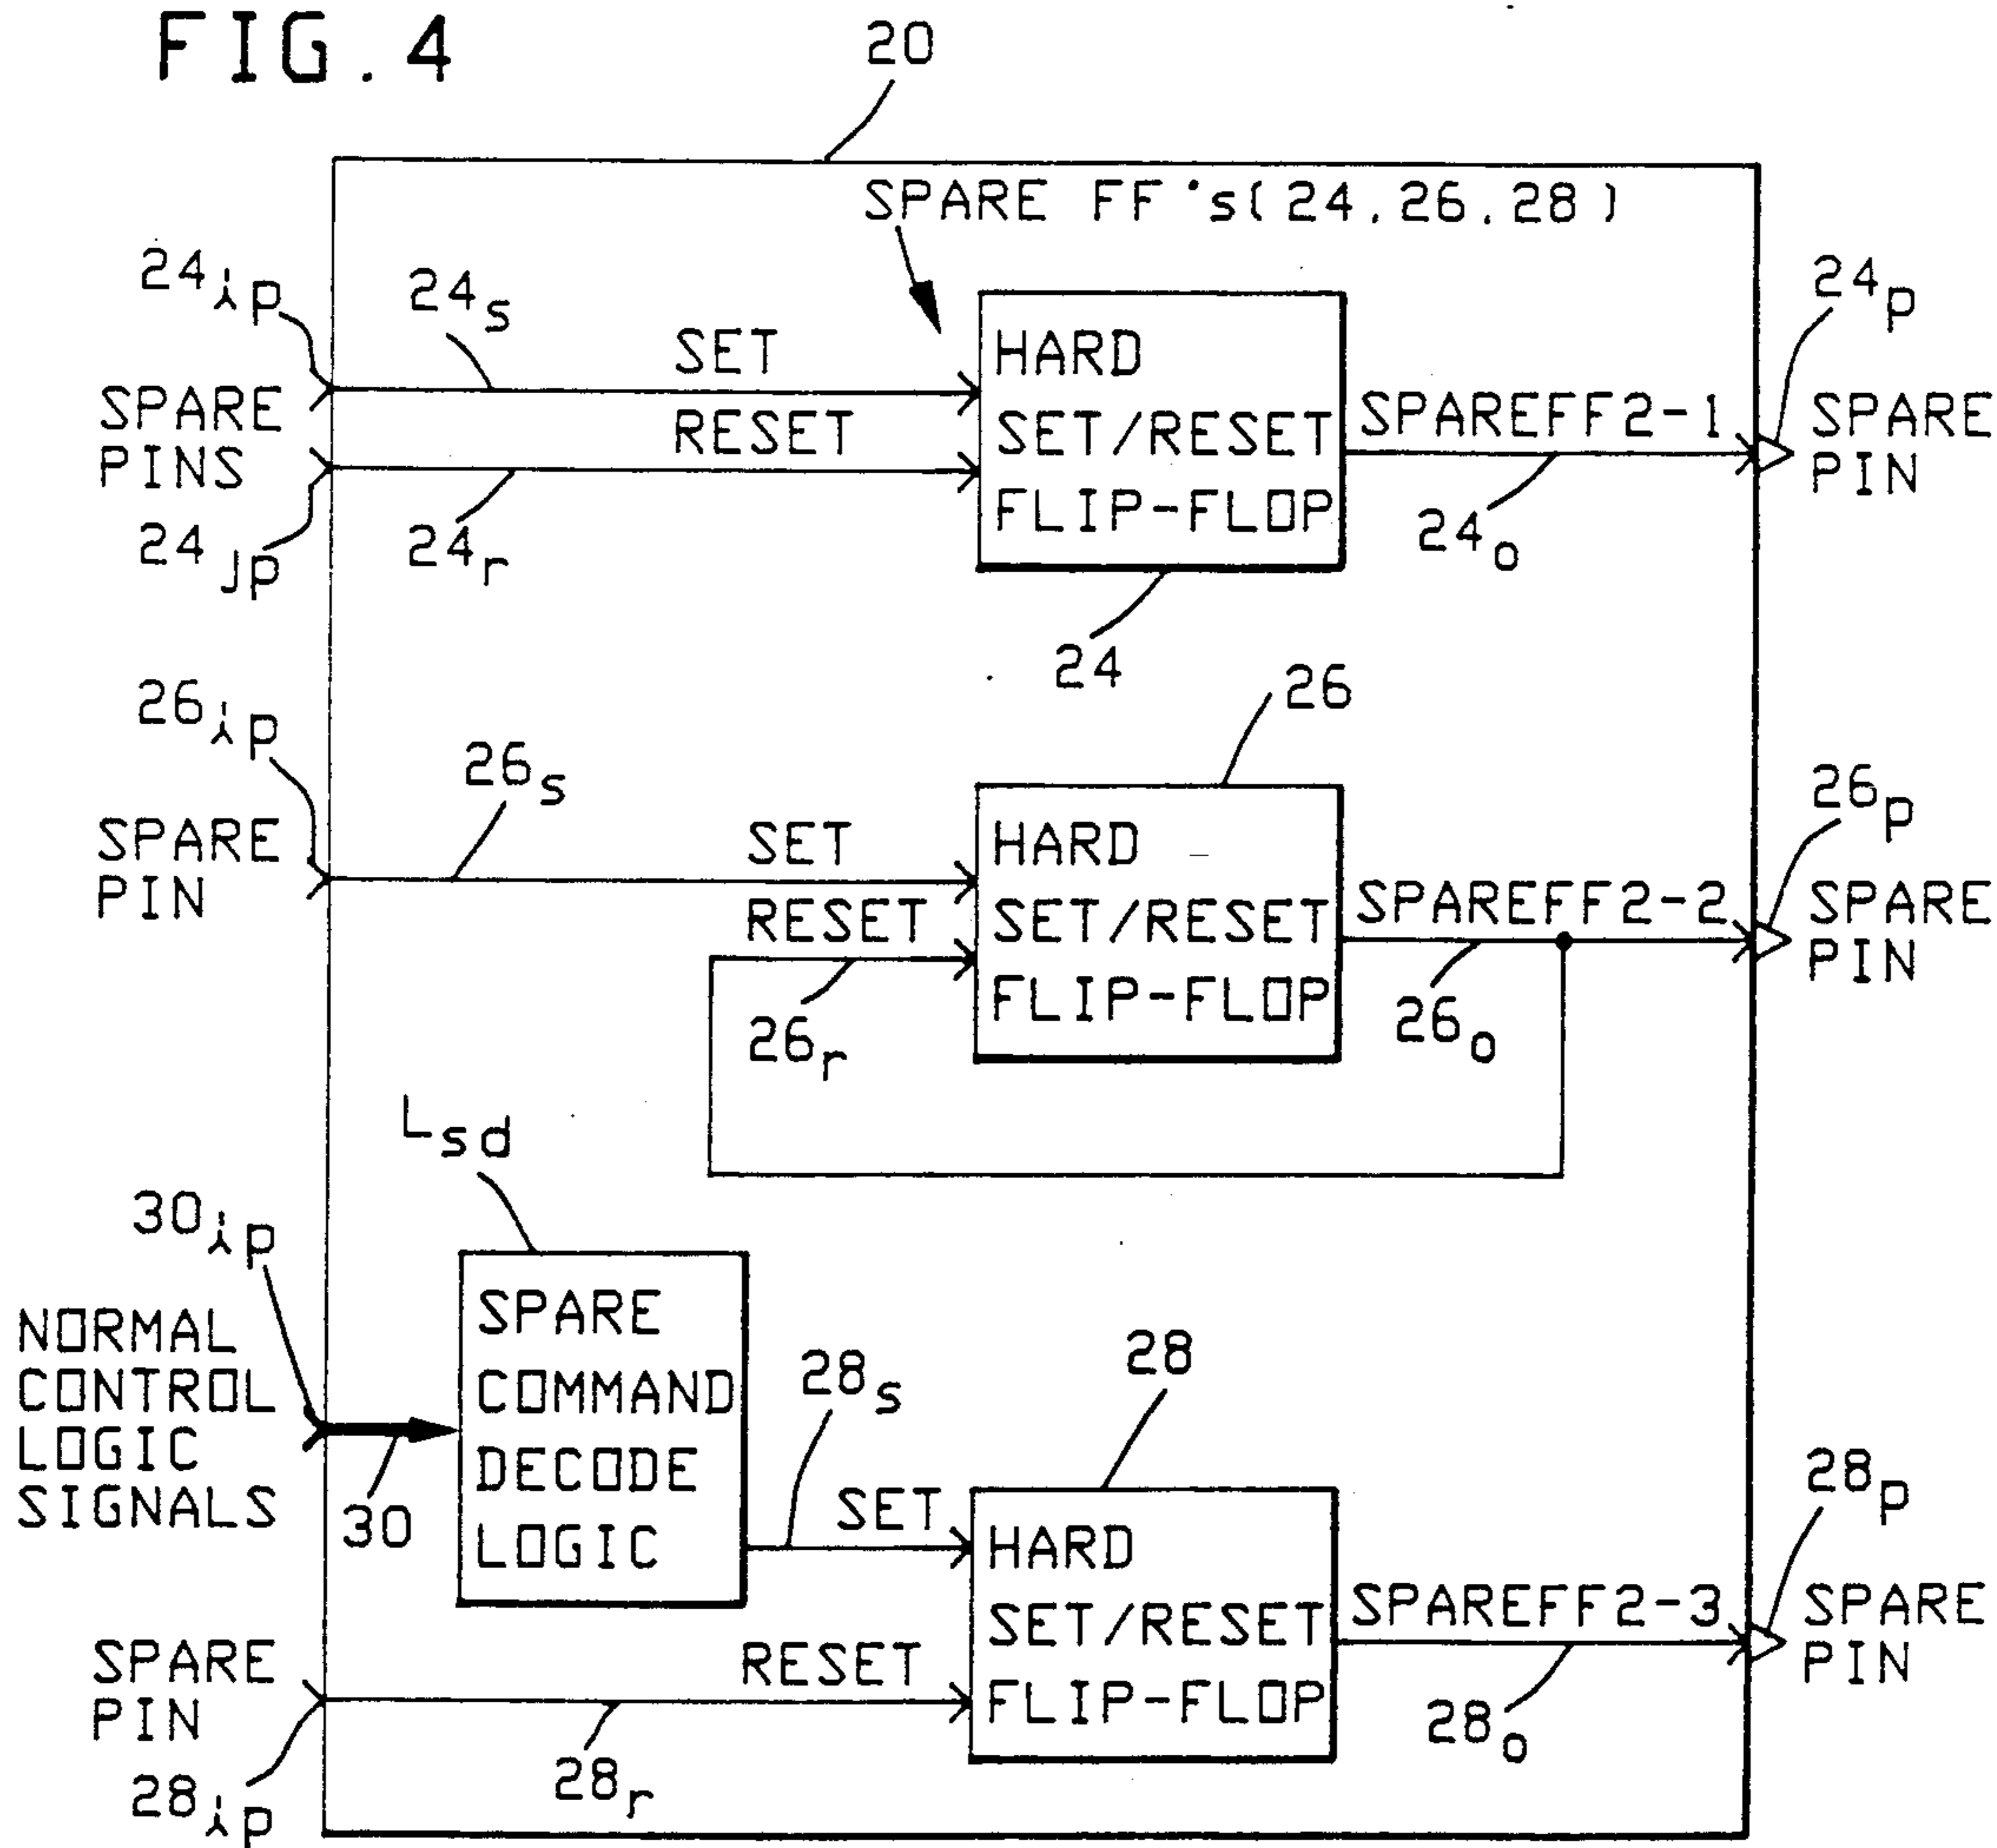 FIG. 4
20
SPARE FF's(24,26,28)
24ip
24s
SET
HARD
SET/RESET
FLIP-FLOP
24p
SPARE
PINS
RESET
SPAREFF2-1
SPARE
PIN
24jp
24r
24o
24
26ip
26s
26
SPARE
PIN
SET
RESET
HARD
SET/RESET
FLIP-FLOP
SPAREFF2-2
26p
SPARE
PIN
26r
26o
Lsd
30ip
NORMAL
CONTROL
LOGIC
SIGNALS
30
SPARE
COMMAND
DECODE
LOGIC
28s
28
SET
HARD
SET/RESET
FLIP-FLOP
SPAREFF2-3
28p
SPARE
PIN
SPARE
PIN
RESET
28ip
28r
28o